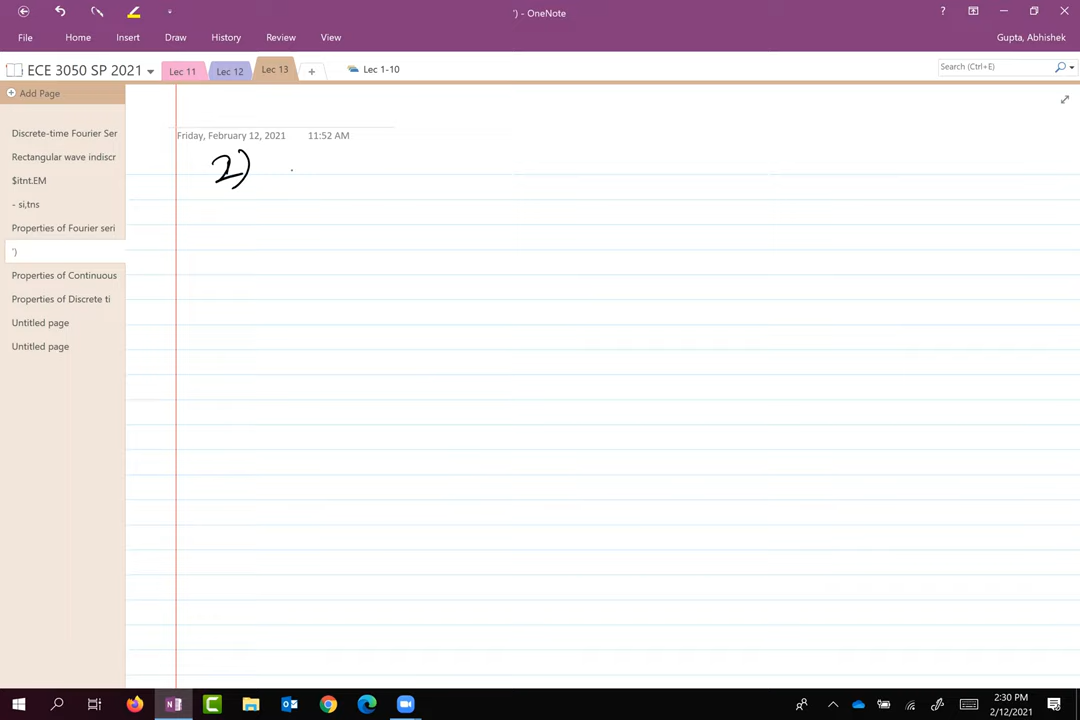 ') - OneNote
?
File Home Insert Draw History Review View
Gupta, Abhishek
ECE 3050 SP 2021
Lec 11 Lec 12 Lec 13 + Lec 1-10
Search (Ctrl+E)
Add Page
Friday, February 12, 2021 11:52 AM
2)
Discrete-time Fourier Ser
Rectangular wave indiscr
$itnt.EM
- si,tns
Properties of Fourier seri
')
Properties of Continuous
Properties of Discrete ti
Untitled page
Untitled page
2:30 PM
2/12/2021